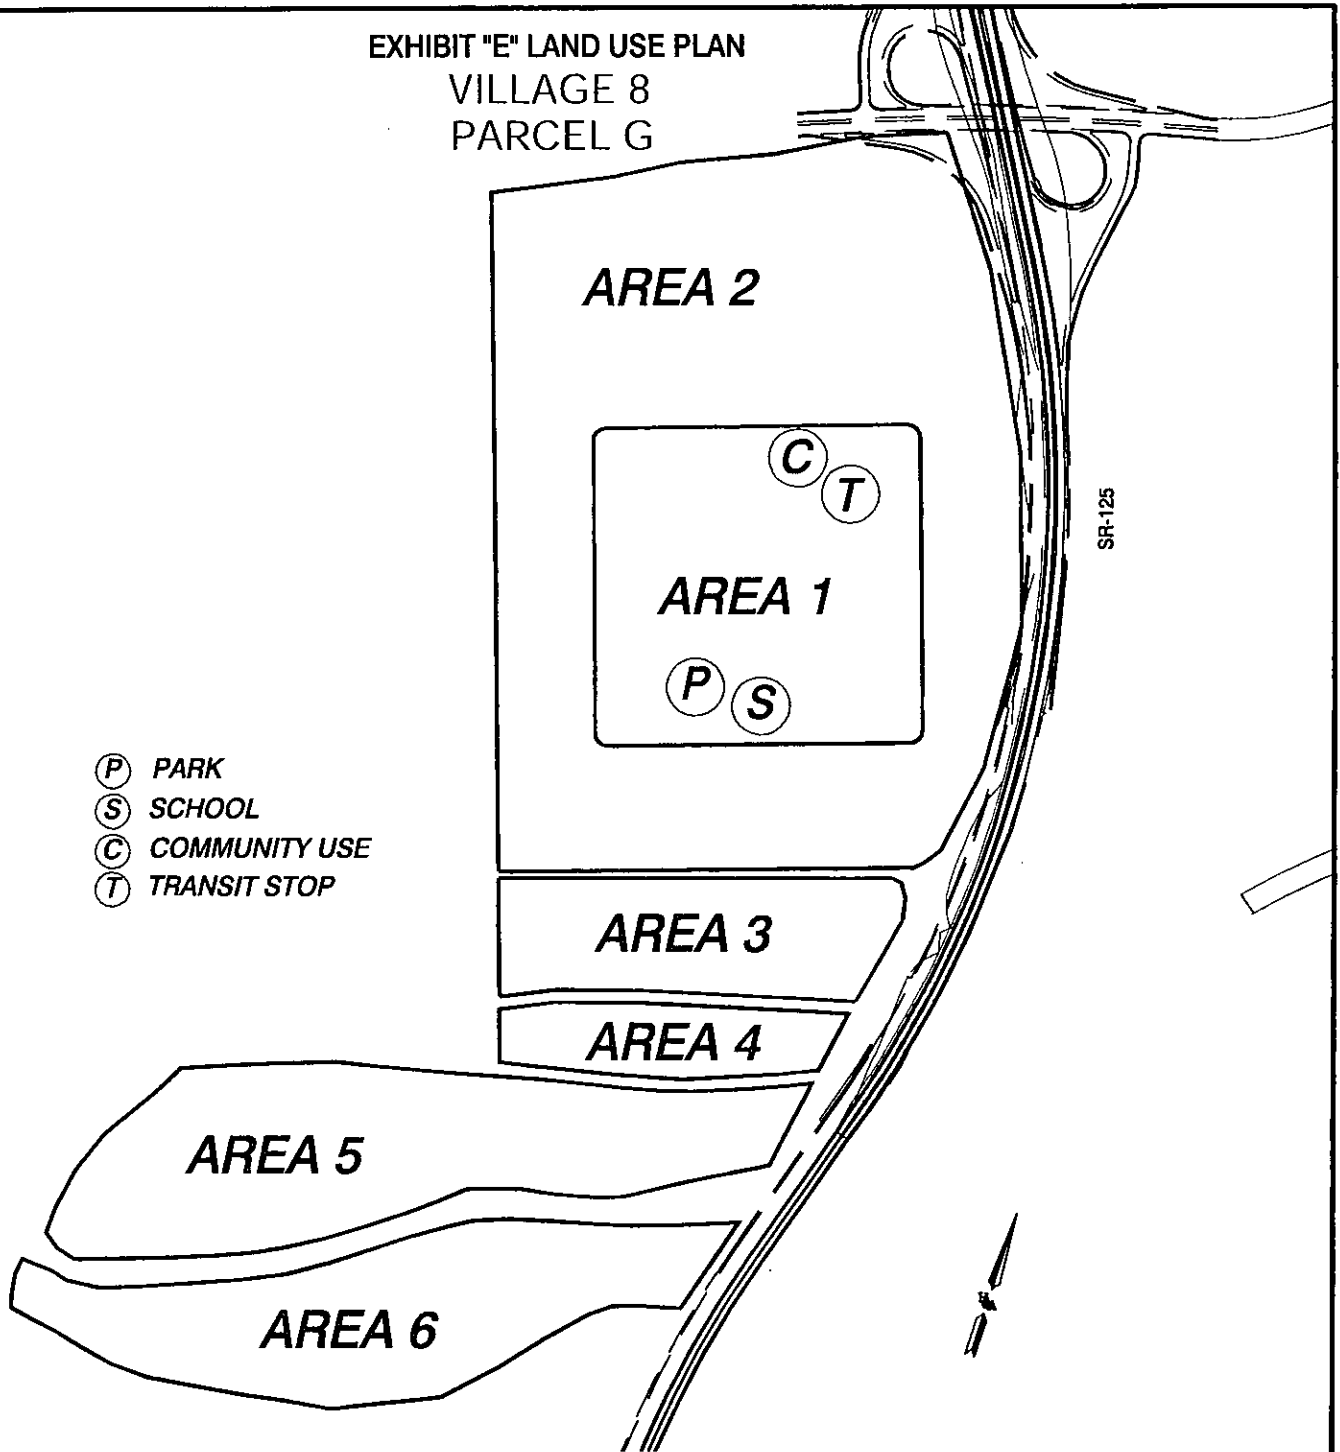 EXHIBIT "E" LAND USE PLAN
VILLAGE 8
PARCEL G
AREA 2
C
T
SR-125
AREA 1
P
S
P PARK
S SCHOOL
C COMMUNITY USE
T TRANSIT STOP
AREA 3
AREA 4
AREA 5
AREA 6